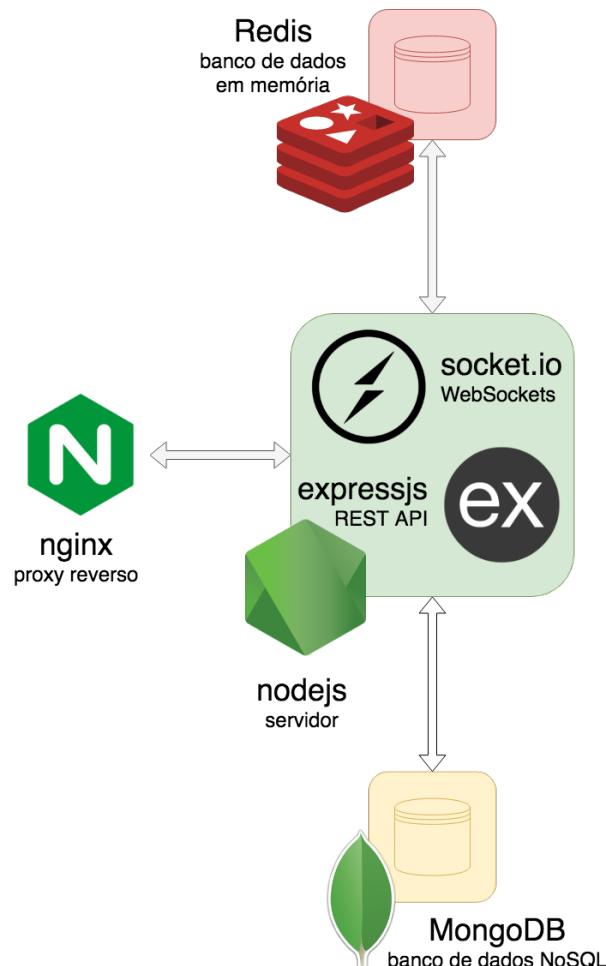 Redis
banco de dados
em memória
socket.io
WebSockets
expressjs
REST API
ex
N
nginx
proxy reverso
nodejs
servidor
MongoDB
banco de dados NoSQL